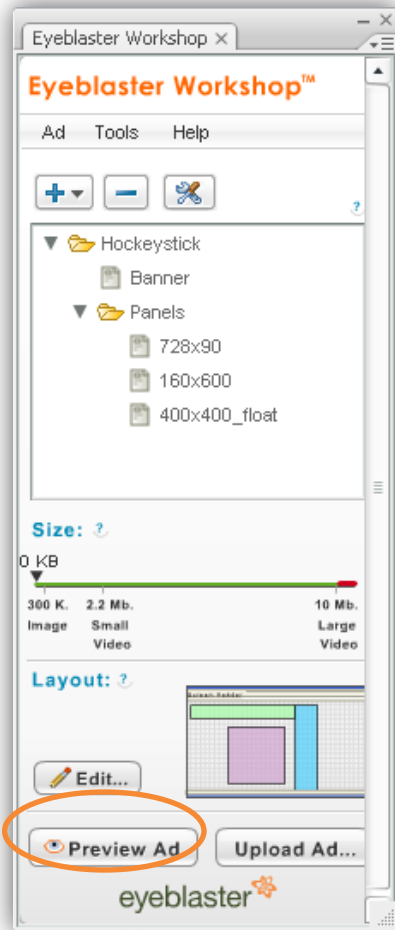 Eyeblaster Workshop ×
Eyeblaster Workshop™
Ad Tools Help
?
Hockeystick
Banner
Panels
728x90
160x600
400x400_float
Size: ?
0 KB
300 K. 2.2 Mb. 10 Mb.
Image Small Large
Video Video
Layout: ?
Edit...
Preview Ad Upload Ad...
eyeblaster